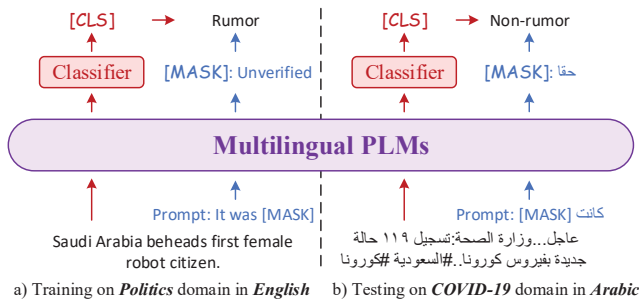 [CLS] Rumor
Classifier [MASK]: Unverified
[CLS] Non-rumor
Classifier [MASK]: حقا
Multilingual PLMs
Prompt: It was [MASK]
Saudi Arabia beheads first female
robot citizen.
Prompt: [MASK] كانت
عاجل...وزارة الصحة:تسجيل ١١٩ حالة
جديدة بفيروس كورونا..#السعودية #كورونا
a) Training on Politics domain in English
b) Testing on COVID-19 domain in Arabic